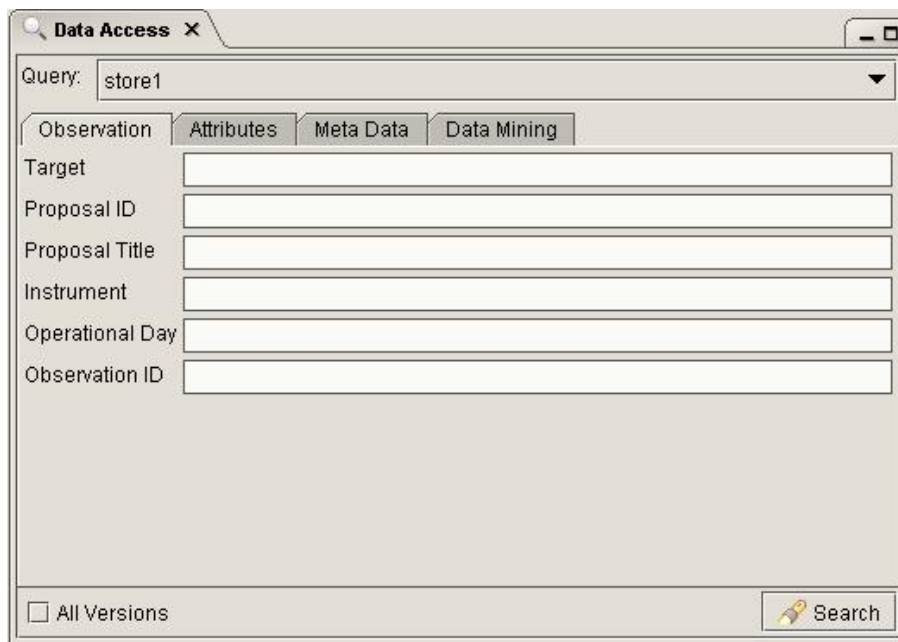 Data Access
Query: store1
Observation Attributes Meta Data Data Mining
Target
Proposal ID
Proposal Title
Instrument
Operational Day
Observation ID
All Versions Search